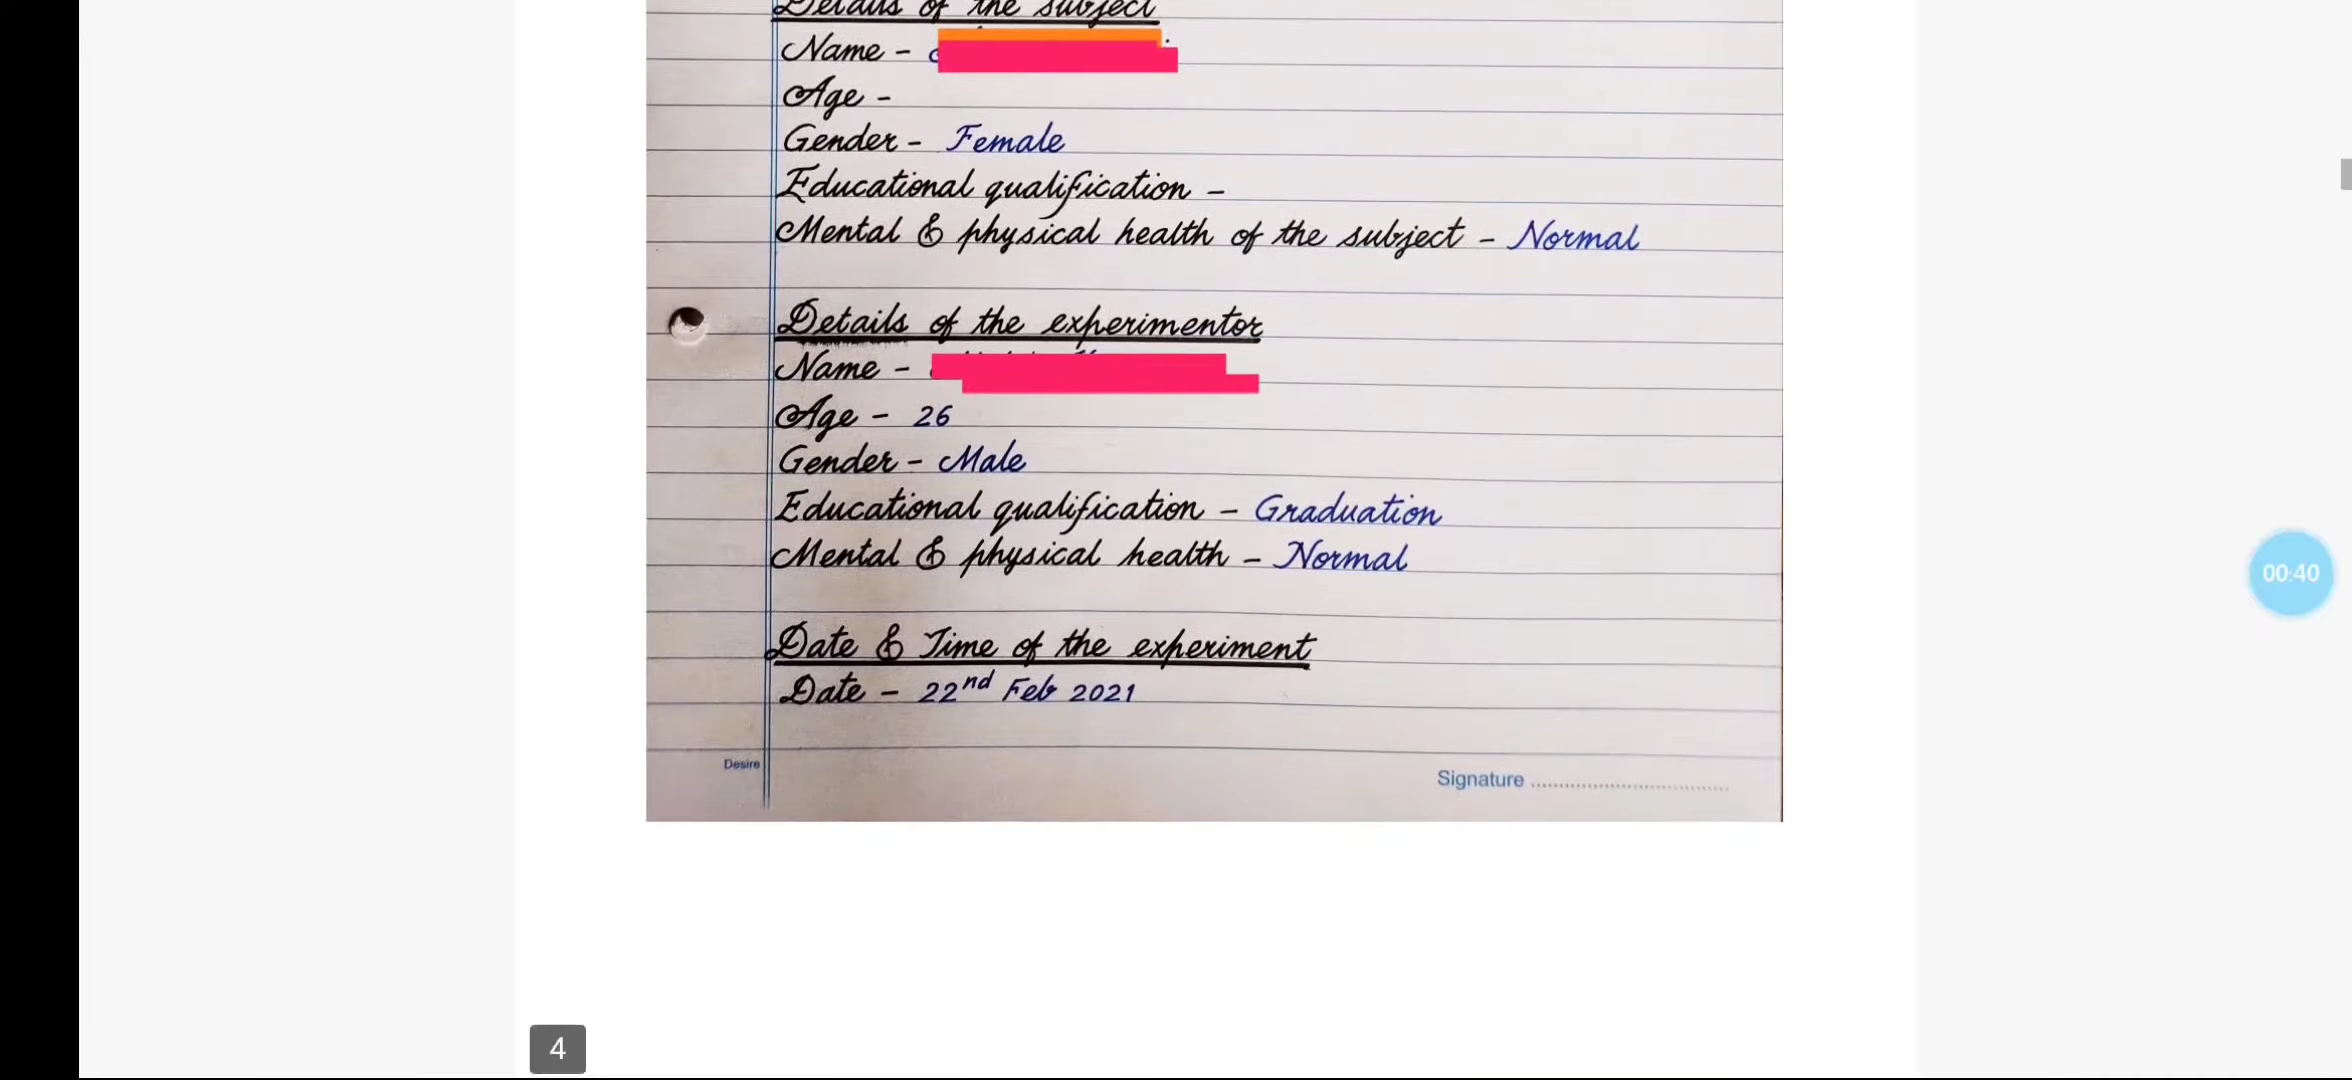 Details of the subject
Name -
Age -
Gender - Female
Educational qualification -
Mental & physical health of the subject - Normal
Details of the experimentor
Name -
Age - 26
Gender - Male
Educational qualification - Graduation
Mental & physical health - Normal
Date & Time of the experiment
Date - 22nd Feb 2021
Desire
Signature
00:40
4